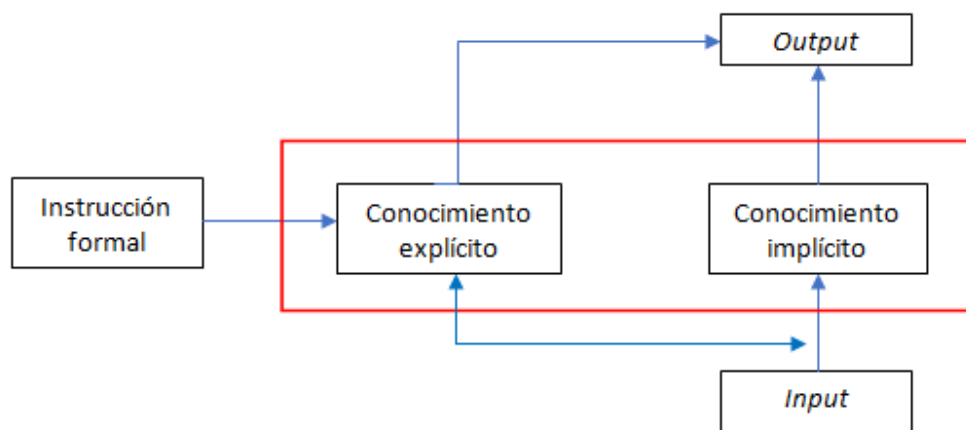 Output
Instrucción
formal
Conocimiento
explícito
Conocimiento
implícito
Input